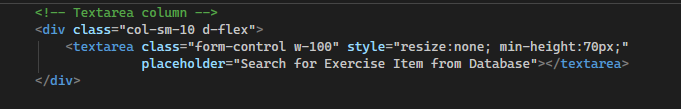 <!-- Textarea column -->
<div class="col-sm-10 d-flex">
<textarea class="form-control w-100" style="resize:none; min-height:70px;"
placeholder="Search for Exercise Item from Database"></textarea>
</div>